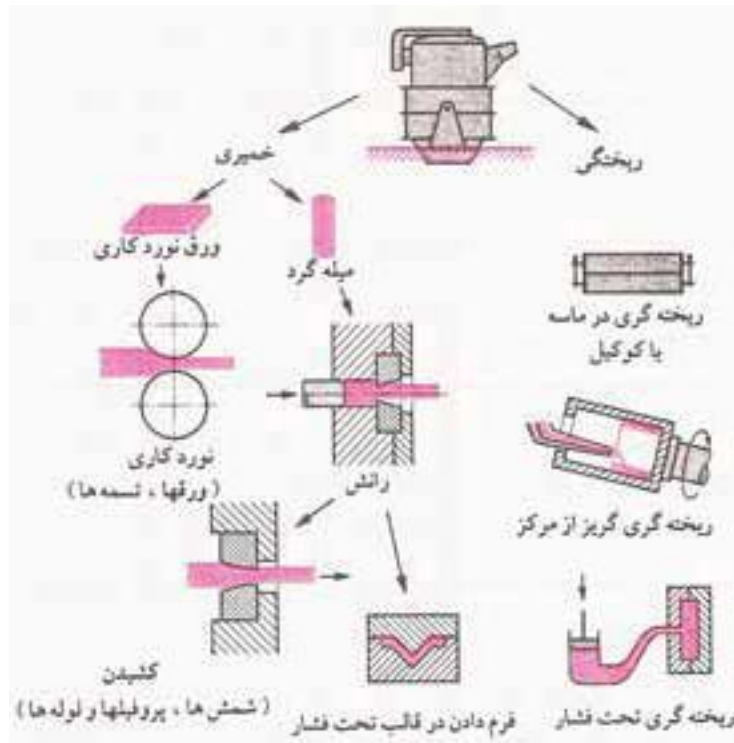 ریختگی
خمیری
ورق نورد کاری
میله گرد
ریخته گری در ماسه
یا کوکیل
نورد کاری
(ورقها ، تسمه ها)
رانش
ریخته گری گریز از مرکز
کشیدن
(شمش ها ، پروفیلها و لوله ها)
فرم دادن در قالب تحت فشار
ریخته گری تحت فشار